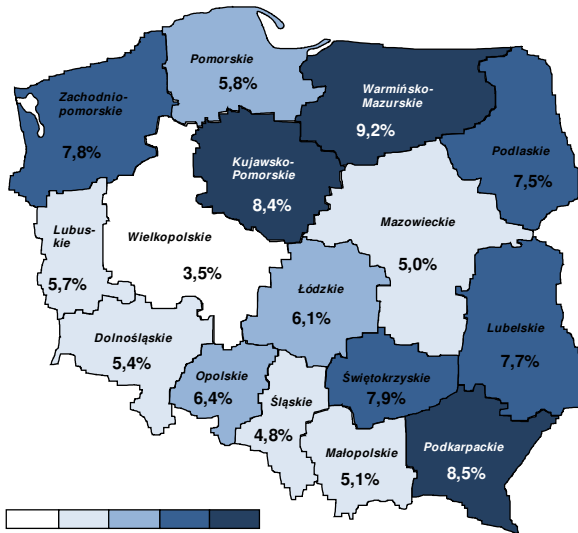 Pomorskie
5,8%
Warmińsko-
Mazurskie
9,2%
Zachodnio-
pomorskie
7,8%
Podlaskie
7,5%
Kujawsko-
Pomorskie
8,4%
Mazowieckie
5,0%
Lubus-
kie
5,7%
Wielkopolskie
3,5%
Łódzkie
6,1%
Lubelskie
7,7%
Dolnośląskie
5,4%
Opolskie
6,4%
Śląskie
4,8%
Świętokrzyskie
7,9%
Małopolskie
5,1%
Podkarpackie
8,5%